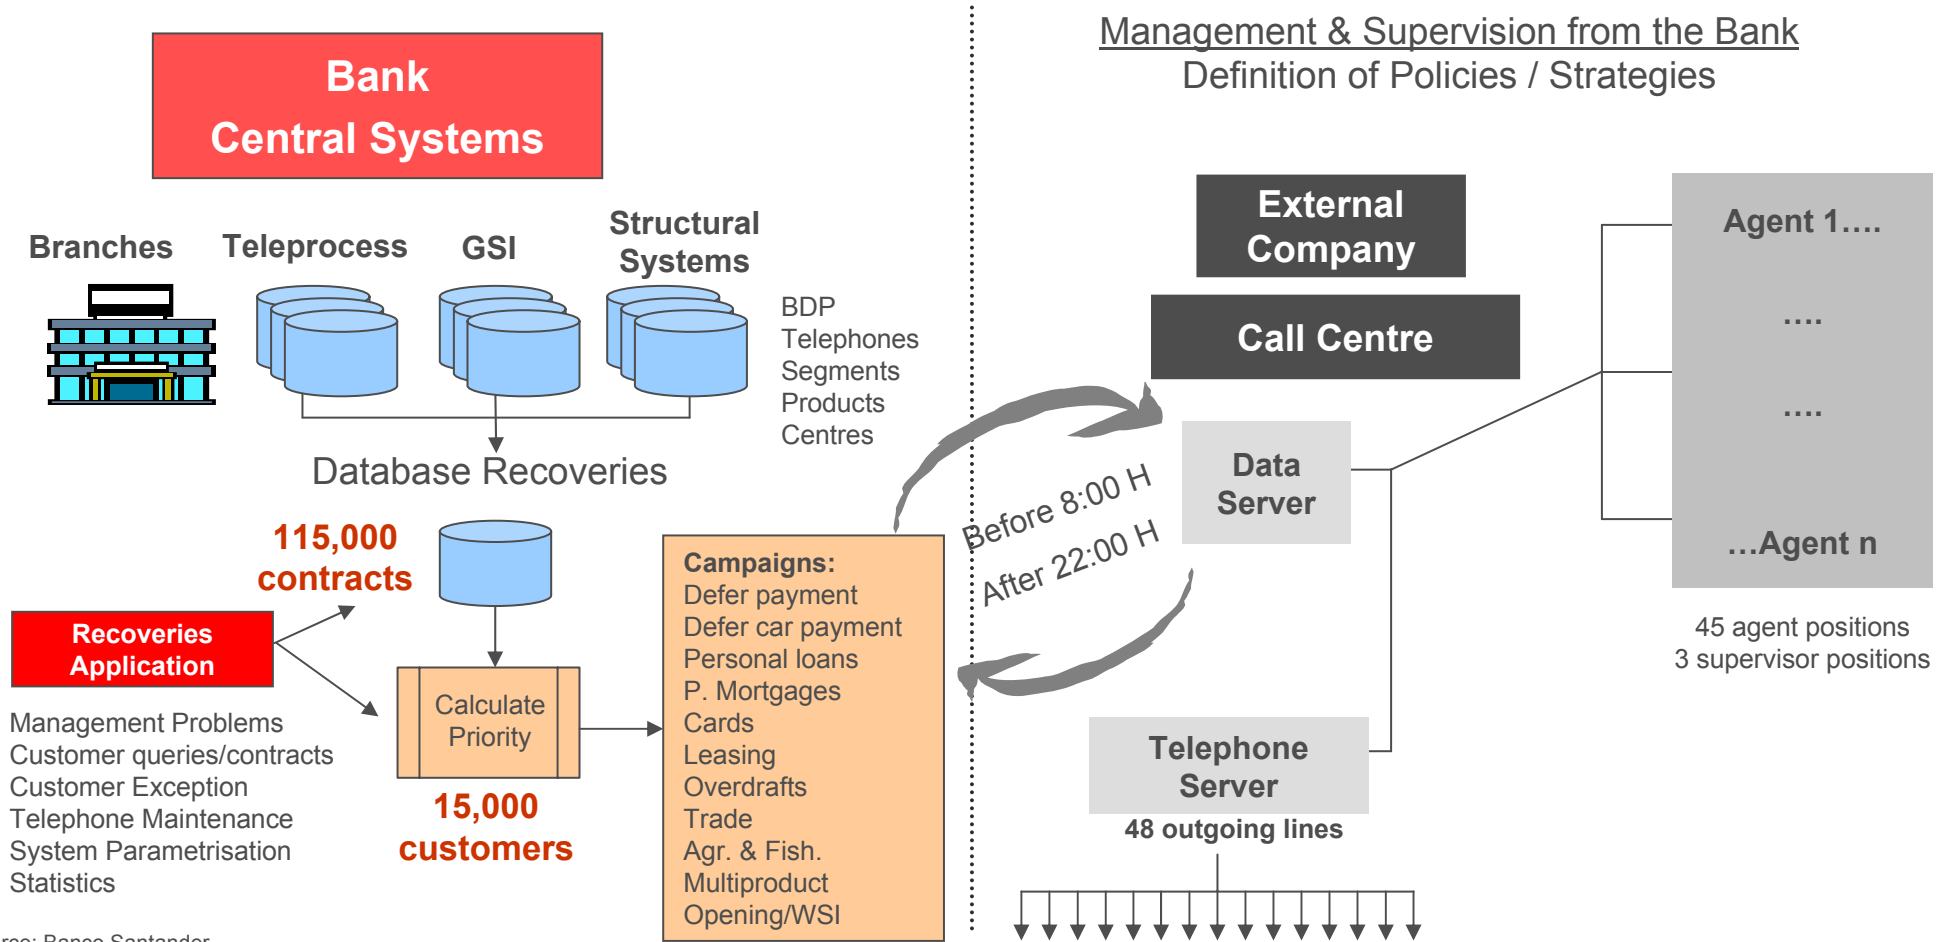 Management & Supervision from the Bank
Definition of Policies / Strategies
Bank
Central Systems
Branches
Teleprocess
GSI
Structural
Systems
BDP
Telephones
Segments
Products
Centres
Database Recoveries
115,000
contracts
Recoveries
Application
Management Problems
Customer queries/contracts
Customer Exception
Telephone Maintenance
System Parametrisation
Statistics
Calculate
Priority
15,000
customers
Campaigns:
Defer payment
Defer car payment
Personal loans
P. Mortgages
Cards
Leasing
Overdrafts
Trade
Agr. & Fish.
Multiproduct
Opening/WSI
Before 8:00 H
After 22:00 H
External
Company
Call Centre
Data
Server
Telephone
Server
48 outgoing lines
Agent 1....
....
....
...Agent n
45 agent positions
3 supervisor positions
Banco Santander